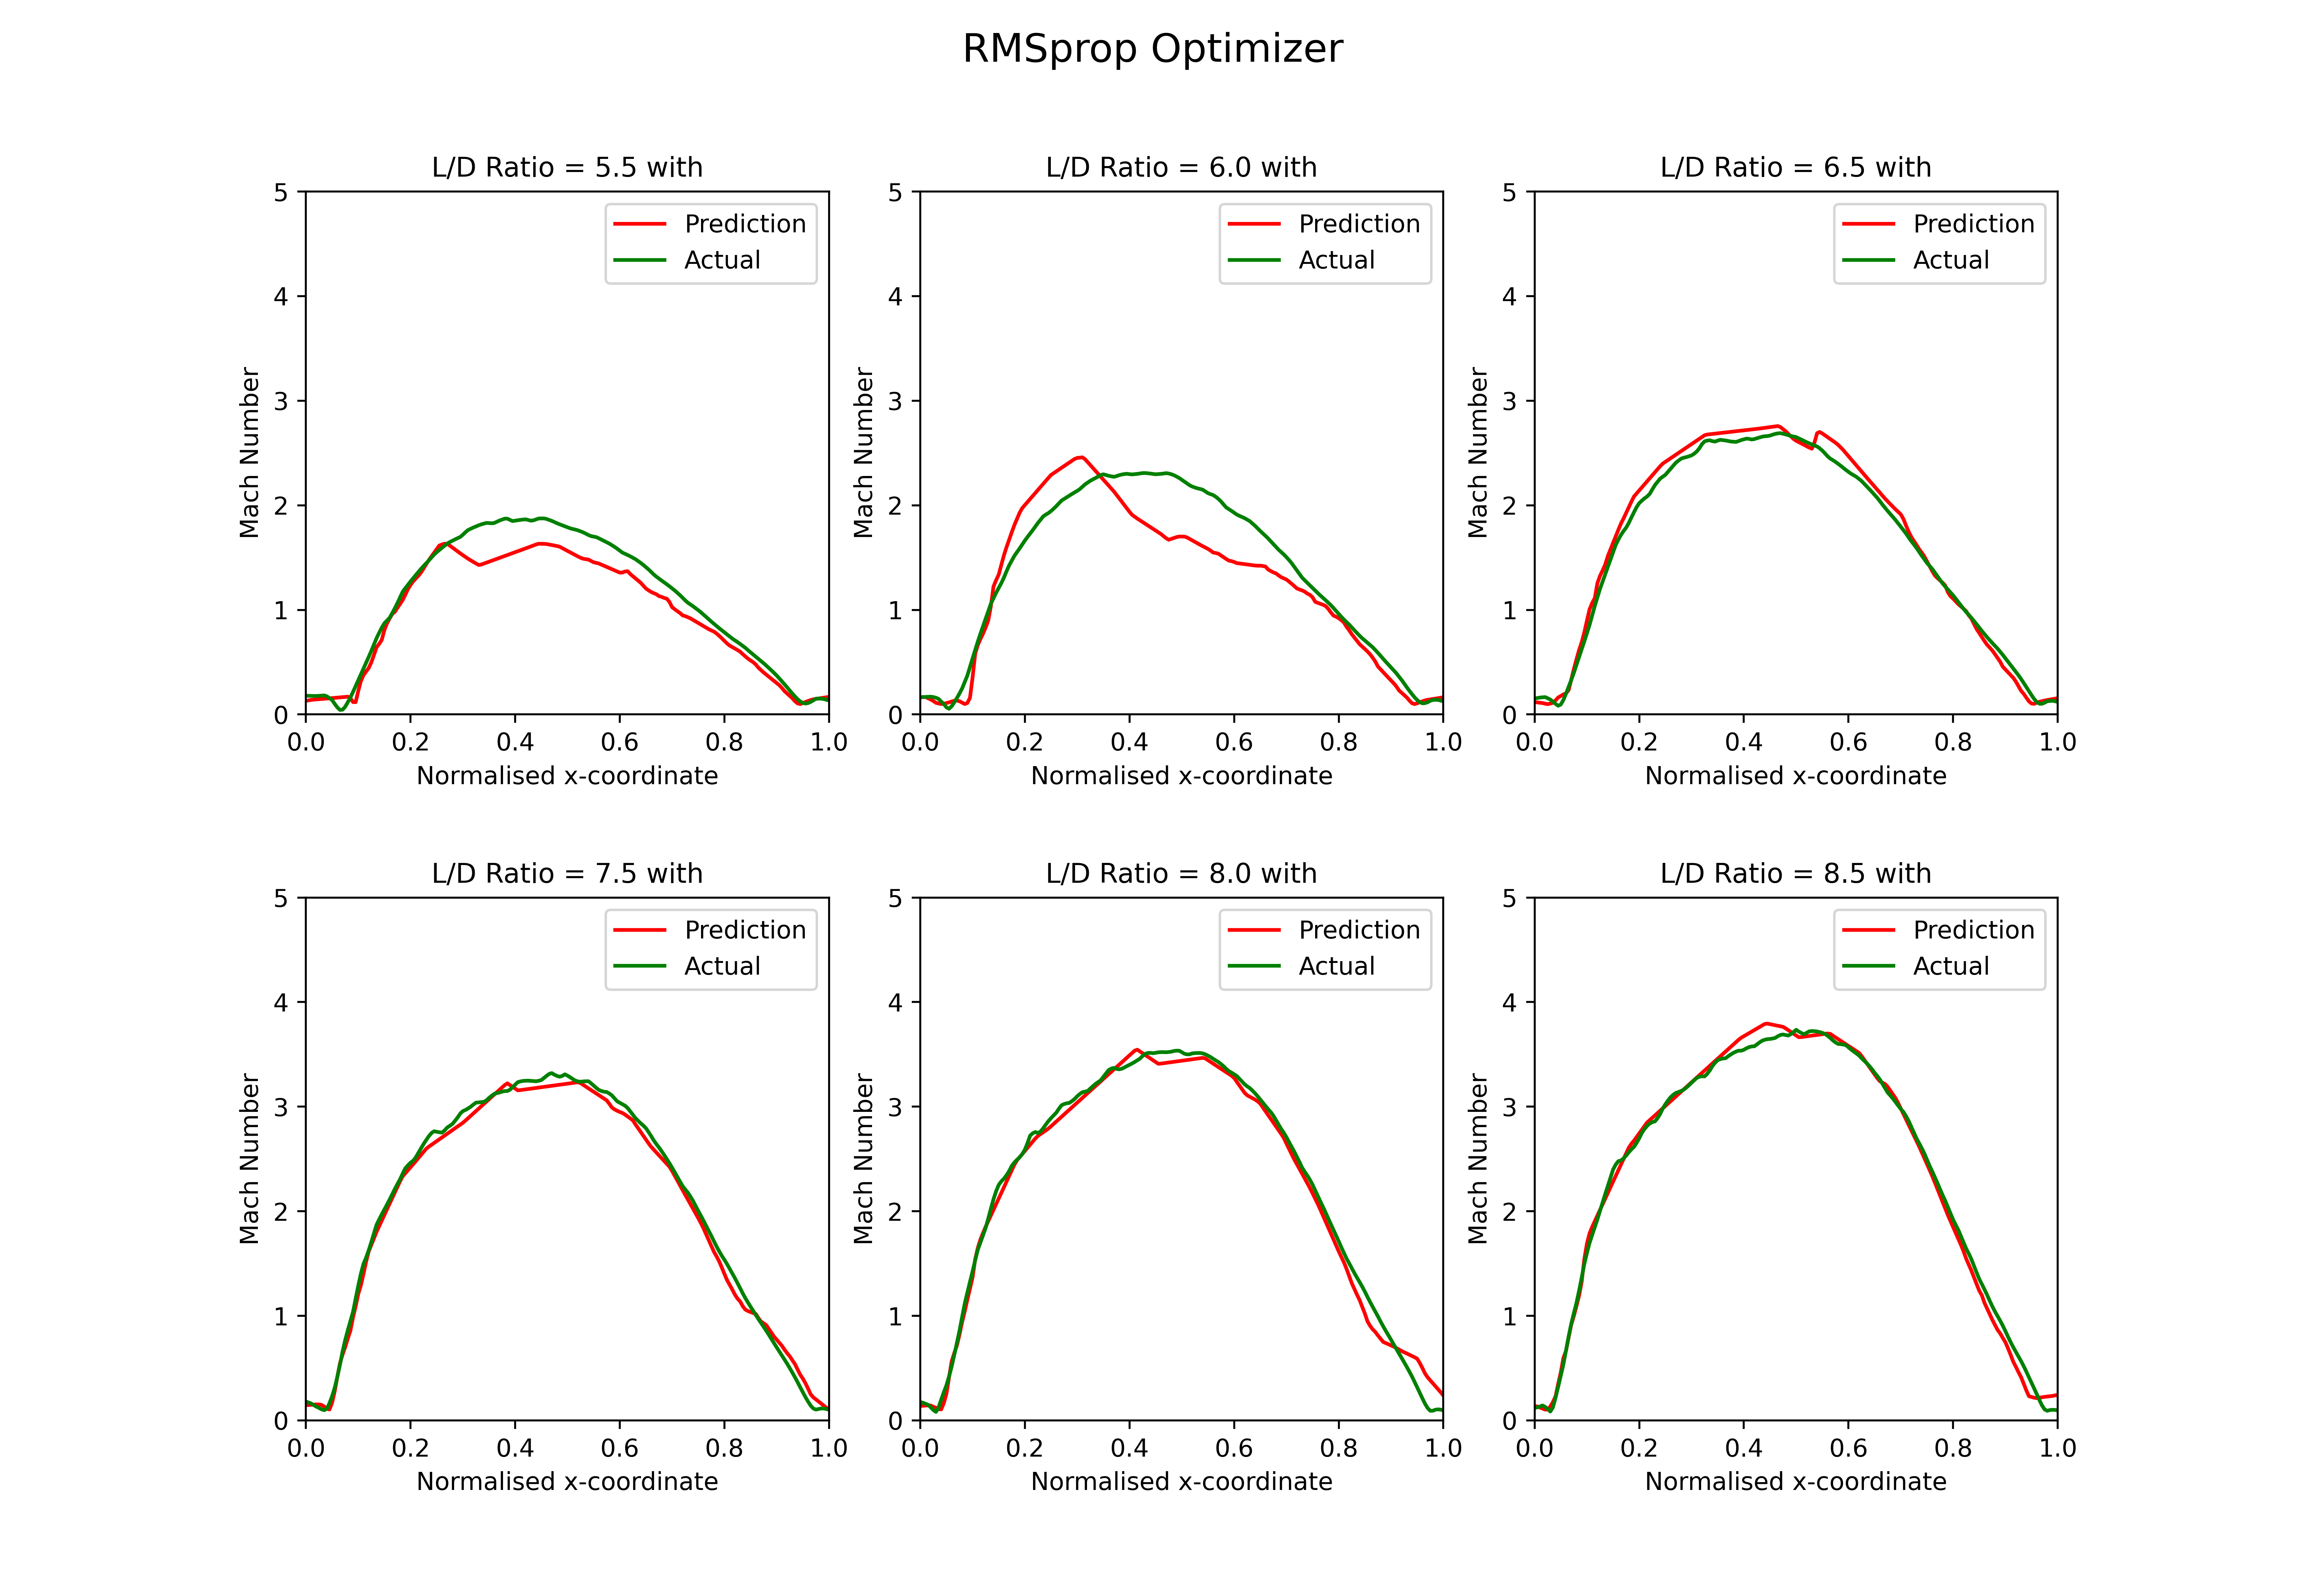 RMSprop Optimizer
L/D Ratio = 5.5 with
5
4
3
2
1
0
Mach Number
Prediction
Actual
0.0 0.2 0.4 0.6 0.8 1.0
Normalised x-coordinate
L/D Ratio = 6.0 with
5
4
3
2
1
0
Mach Number
Prediction
Actual
0.0 0.2 0.4 0.6 0.8 1.0
Normalised x-coordinate
L/D Ratio = 6.5 with
5
4
3
2
1
0
Mach Number
Prediction
Actual
0.0 0.2 0.4 0.6 0.8 1.0
Normalised x-coordinate
L/D Ratio = 7.5 with
5
4
3
2
1
0
Mach Number
Prediction
Actual
0.0 0.2 0.4 0.6 0.8 1.0
Normalised x-coordinate
L/D Ratio = 8.0 with
5
4
3
2
1
0
Mach Number
Prediction
Actual
0.0 0.2 0.4 0.6 0.8 1.0
Normalised x-coordinate
L/D Ratio = 8.5 with
5
4
3
2
1
0
Mach Number
Prediction
Actual
0.0 0.2 0.4 0.6 0.8 1.0
Normalised x-coordinate